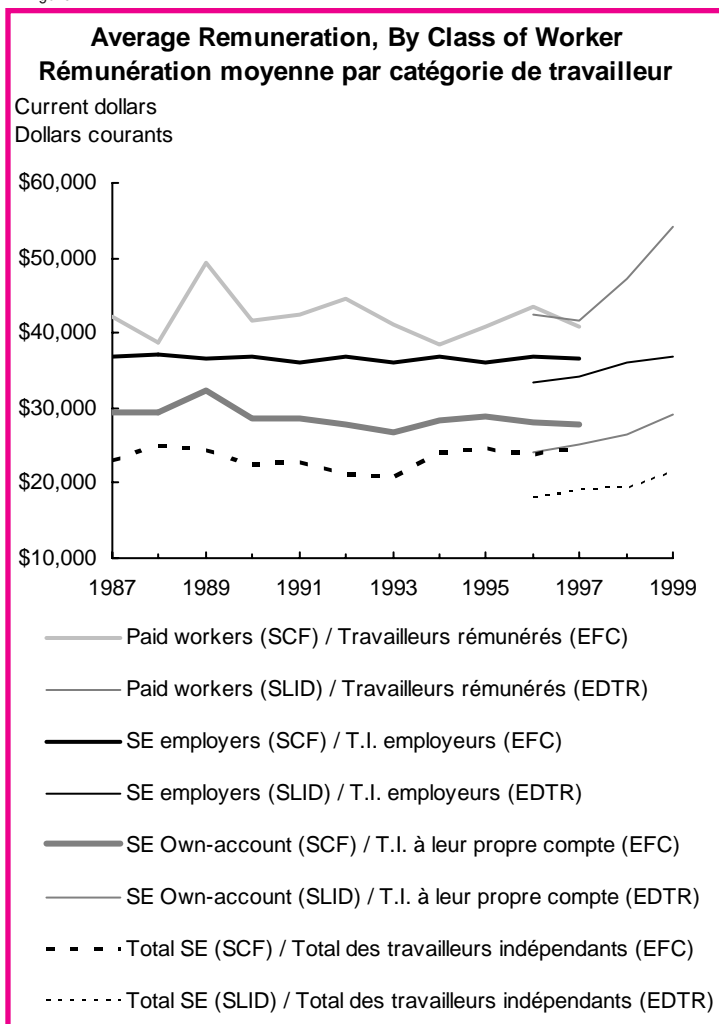 Average Remuneration, By Class of Worker
Rémunération moyenne par catégorie de travailleur
Current dollars
Dollars courants
$60,000
$50,000
$40,000
$30,000
$20,000
$10,000
1987 1989 1991 1993 1995 1997 1999
Paid workers (SCF) / Travailleurs rémunérés (EFC)
Paid workers (SLID) / Travailleurs rémunérés (EDTR)
SE employers (SCF) / T.I. employeurs (EFC)
SE employers (SLID) / T.I. employeurs (EDTR)
SE Own-account (SCF) / T.I. à leur propre compte (EFC)
SE Own-account (SLID) / T.I. à leur propre compte (EDTR)
Total SE (SCF) / Total des travailleurs indépendants (EFC)
Total SE (SLID) / Total des travailleurs indépendants (EDTR)